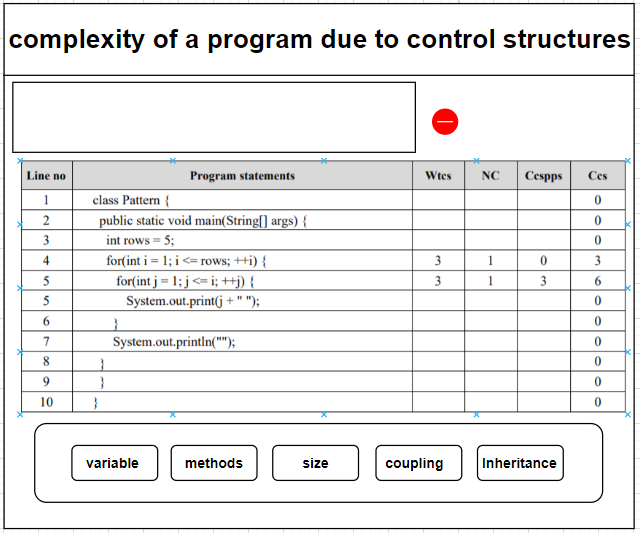 complexity of a program due to control structures
Line no Program statements Wtcs NC Ccspps Ccs
1 class Pattern { 0
2 public static void main(String[] args) { 0
3 int rows = 5; 0
4 for(int i = 1; i <= rows; ++i) { 3 1 0 3
5 for(int j = 1; j <= i; ++j) { 3 1 3 6
5 System.out.print(j + " "); 0
6 } 0
7 System.out.println(""); 0
8 } 0
9 } 0
10 } 0
variable methods size coupling Inheritance